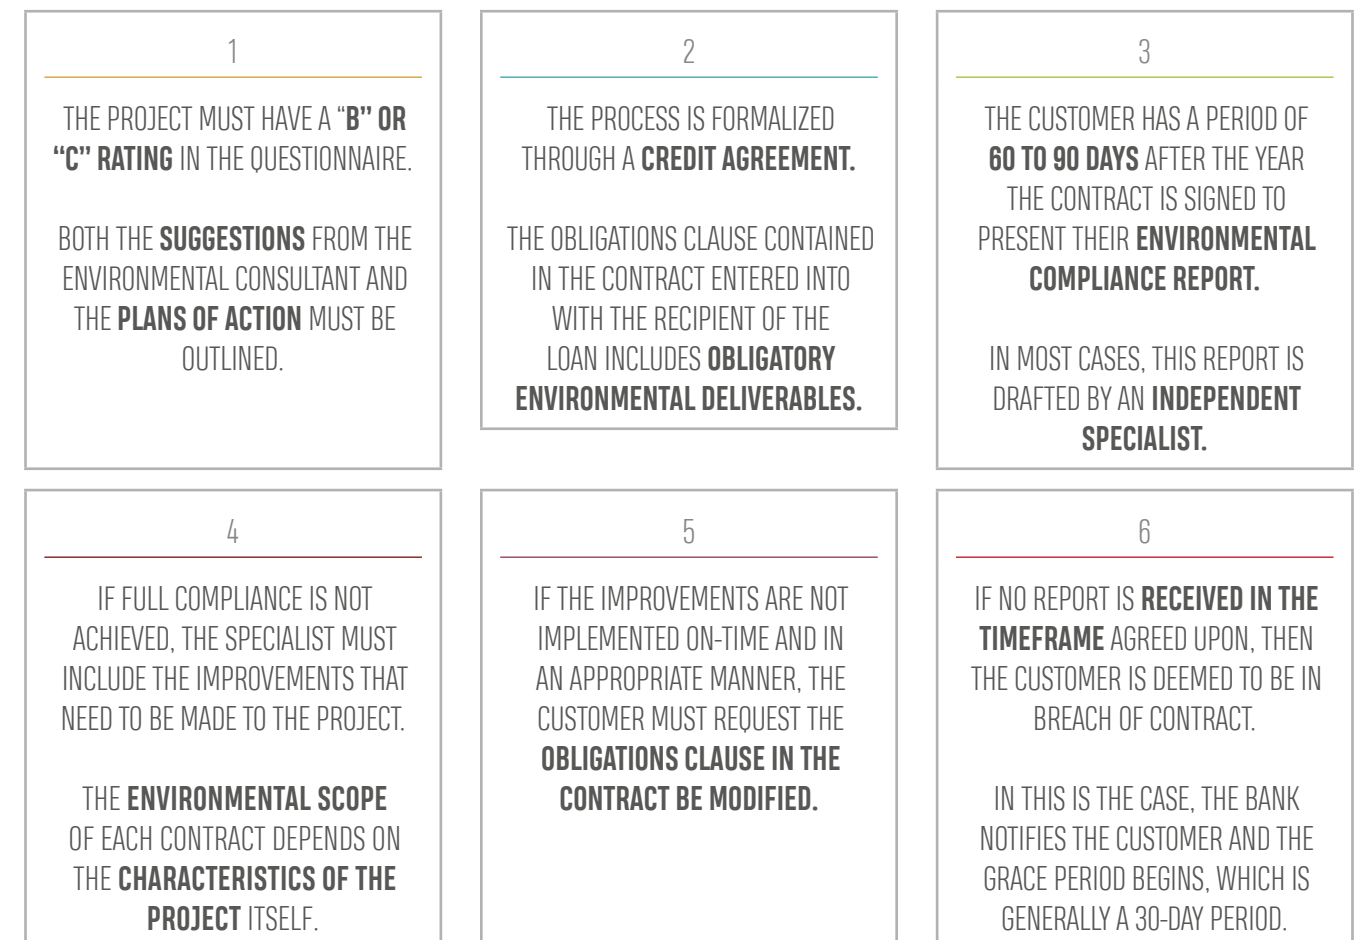 1
THE PROJECT MUST HAVE A “B” OR
“C” RATING IN THE QUESTIONNAIRE.
BOTH THE SUGGESTIONS FROM THE
ENVIRONMENTAL CONSULTANT AND
THE PLANS OF ACTION MUST BE
OUTLINED.
2
THE PROCESS IS FORMALIZED
THROUGH A CREDIT AGREEMENT.
THE OBLIGATIONS CLAUSE CONTAINED
IN THE CONTRACT ENTERED INTO
WITH THE RECIPIENT OF THE
LOAN INCLUDES OBLIGATORY
ENVIRONMENTAL DELIVERABLES.
3
THE CUSTOMER HAS A PERIOD OF
60 TO 90 DAYS AFTER THE YEAR
THE CONTRACT IS SIGNED TO
PRESENT THEIR ENVIRONMENTAL
COMPLIANCE REPORT.
IN MOST CASES, THIS REPORT IS
DRAFTED BY AN INDEPENDENT
SPECIALIST.
4
IF FULL COMPLIANCE IS NOT
ACHIEVED, THE SPECIALIST MUST
INCLUDE THE IMPROVEMENTS THAT
NEED TO BE MADE TO THE PROJECT.
THE ENVIRONMENTAL SCOPE
OF EACH CONTRACT DEPENDS ON
THE CHARACTERISTICS OF THE
PROJECT ITSELF.
5
IF THE IMPROVEMENTS ARE NOT
IMPLEMENTED ON-TIME AND IN
AN APPROPRIATE MANNER, THE
CUSTOMER MUST REQUEST THE
OBLIGATIONS CLAUSE IN THE
CONTRACT BE MODIFIED.
6
IF NO REPORT IS RECEIVED IN THE
TIMEFRAME AGREED UPON, THEN
THE CUSTOMER IS DEEMED TO BE IN
BREACH OF CONTRACT.
IN THIS IS THE CASE, THE BANK
NOTIFIES THE CUSTOMER AND THE
GRACE PERIOD BEGINS, WHICH IS
GENERALLY A 30-DAY PERIOD.